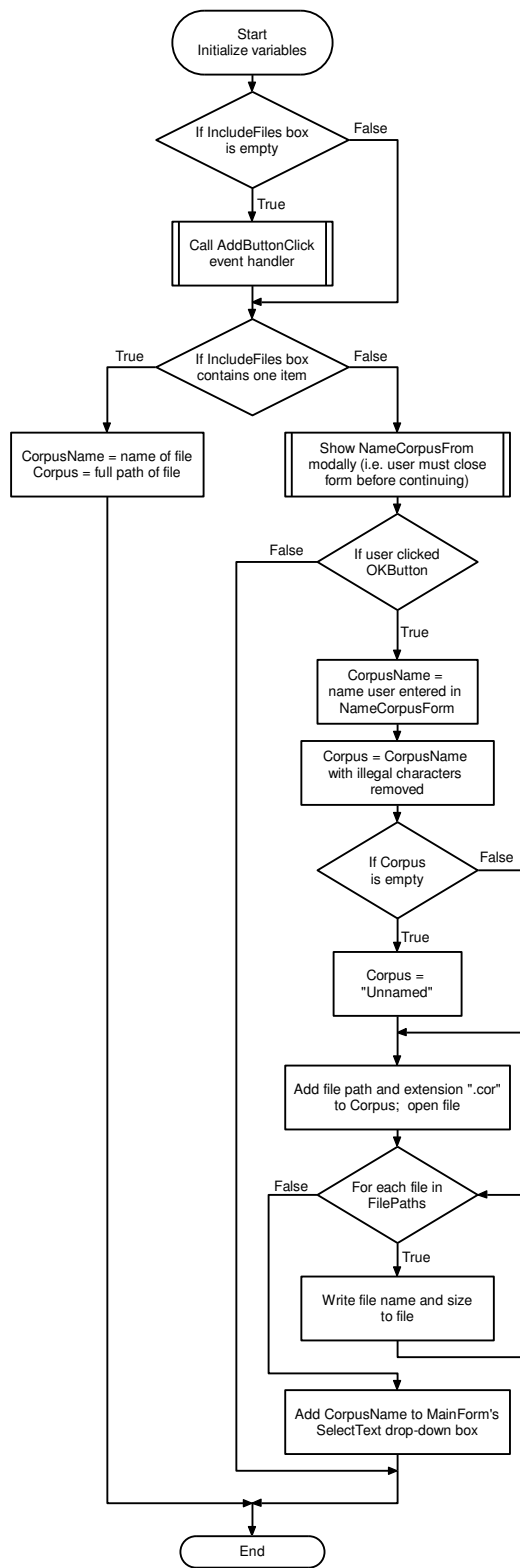 Start
Initialize variables
If IncludeFiles box
is empty
False
True
Call AddButtonClick
event handler
True
If IncludeFiles box
contains one item
False
CorpusName = name of file
Corpus = full path of file
Show NameCorpusFrom
modally (i.e. user must close
form before continuing)
False
If user clicked
OKButton
True
CorpusName =
name user entered in
NameCorpusForm
Corpus = CorpusName
with illegal characters
removed
If Corpus
is empty
False
True
Corpus =
"Unnamed"
Add file path and extension ".cor"
to Corpus; open file
False
For each file in
FilePaths
True
Write file name and size
to file
Add CorpusName to MainForm's
SelectText drop-down box
End